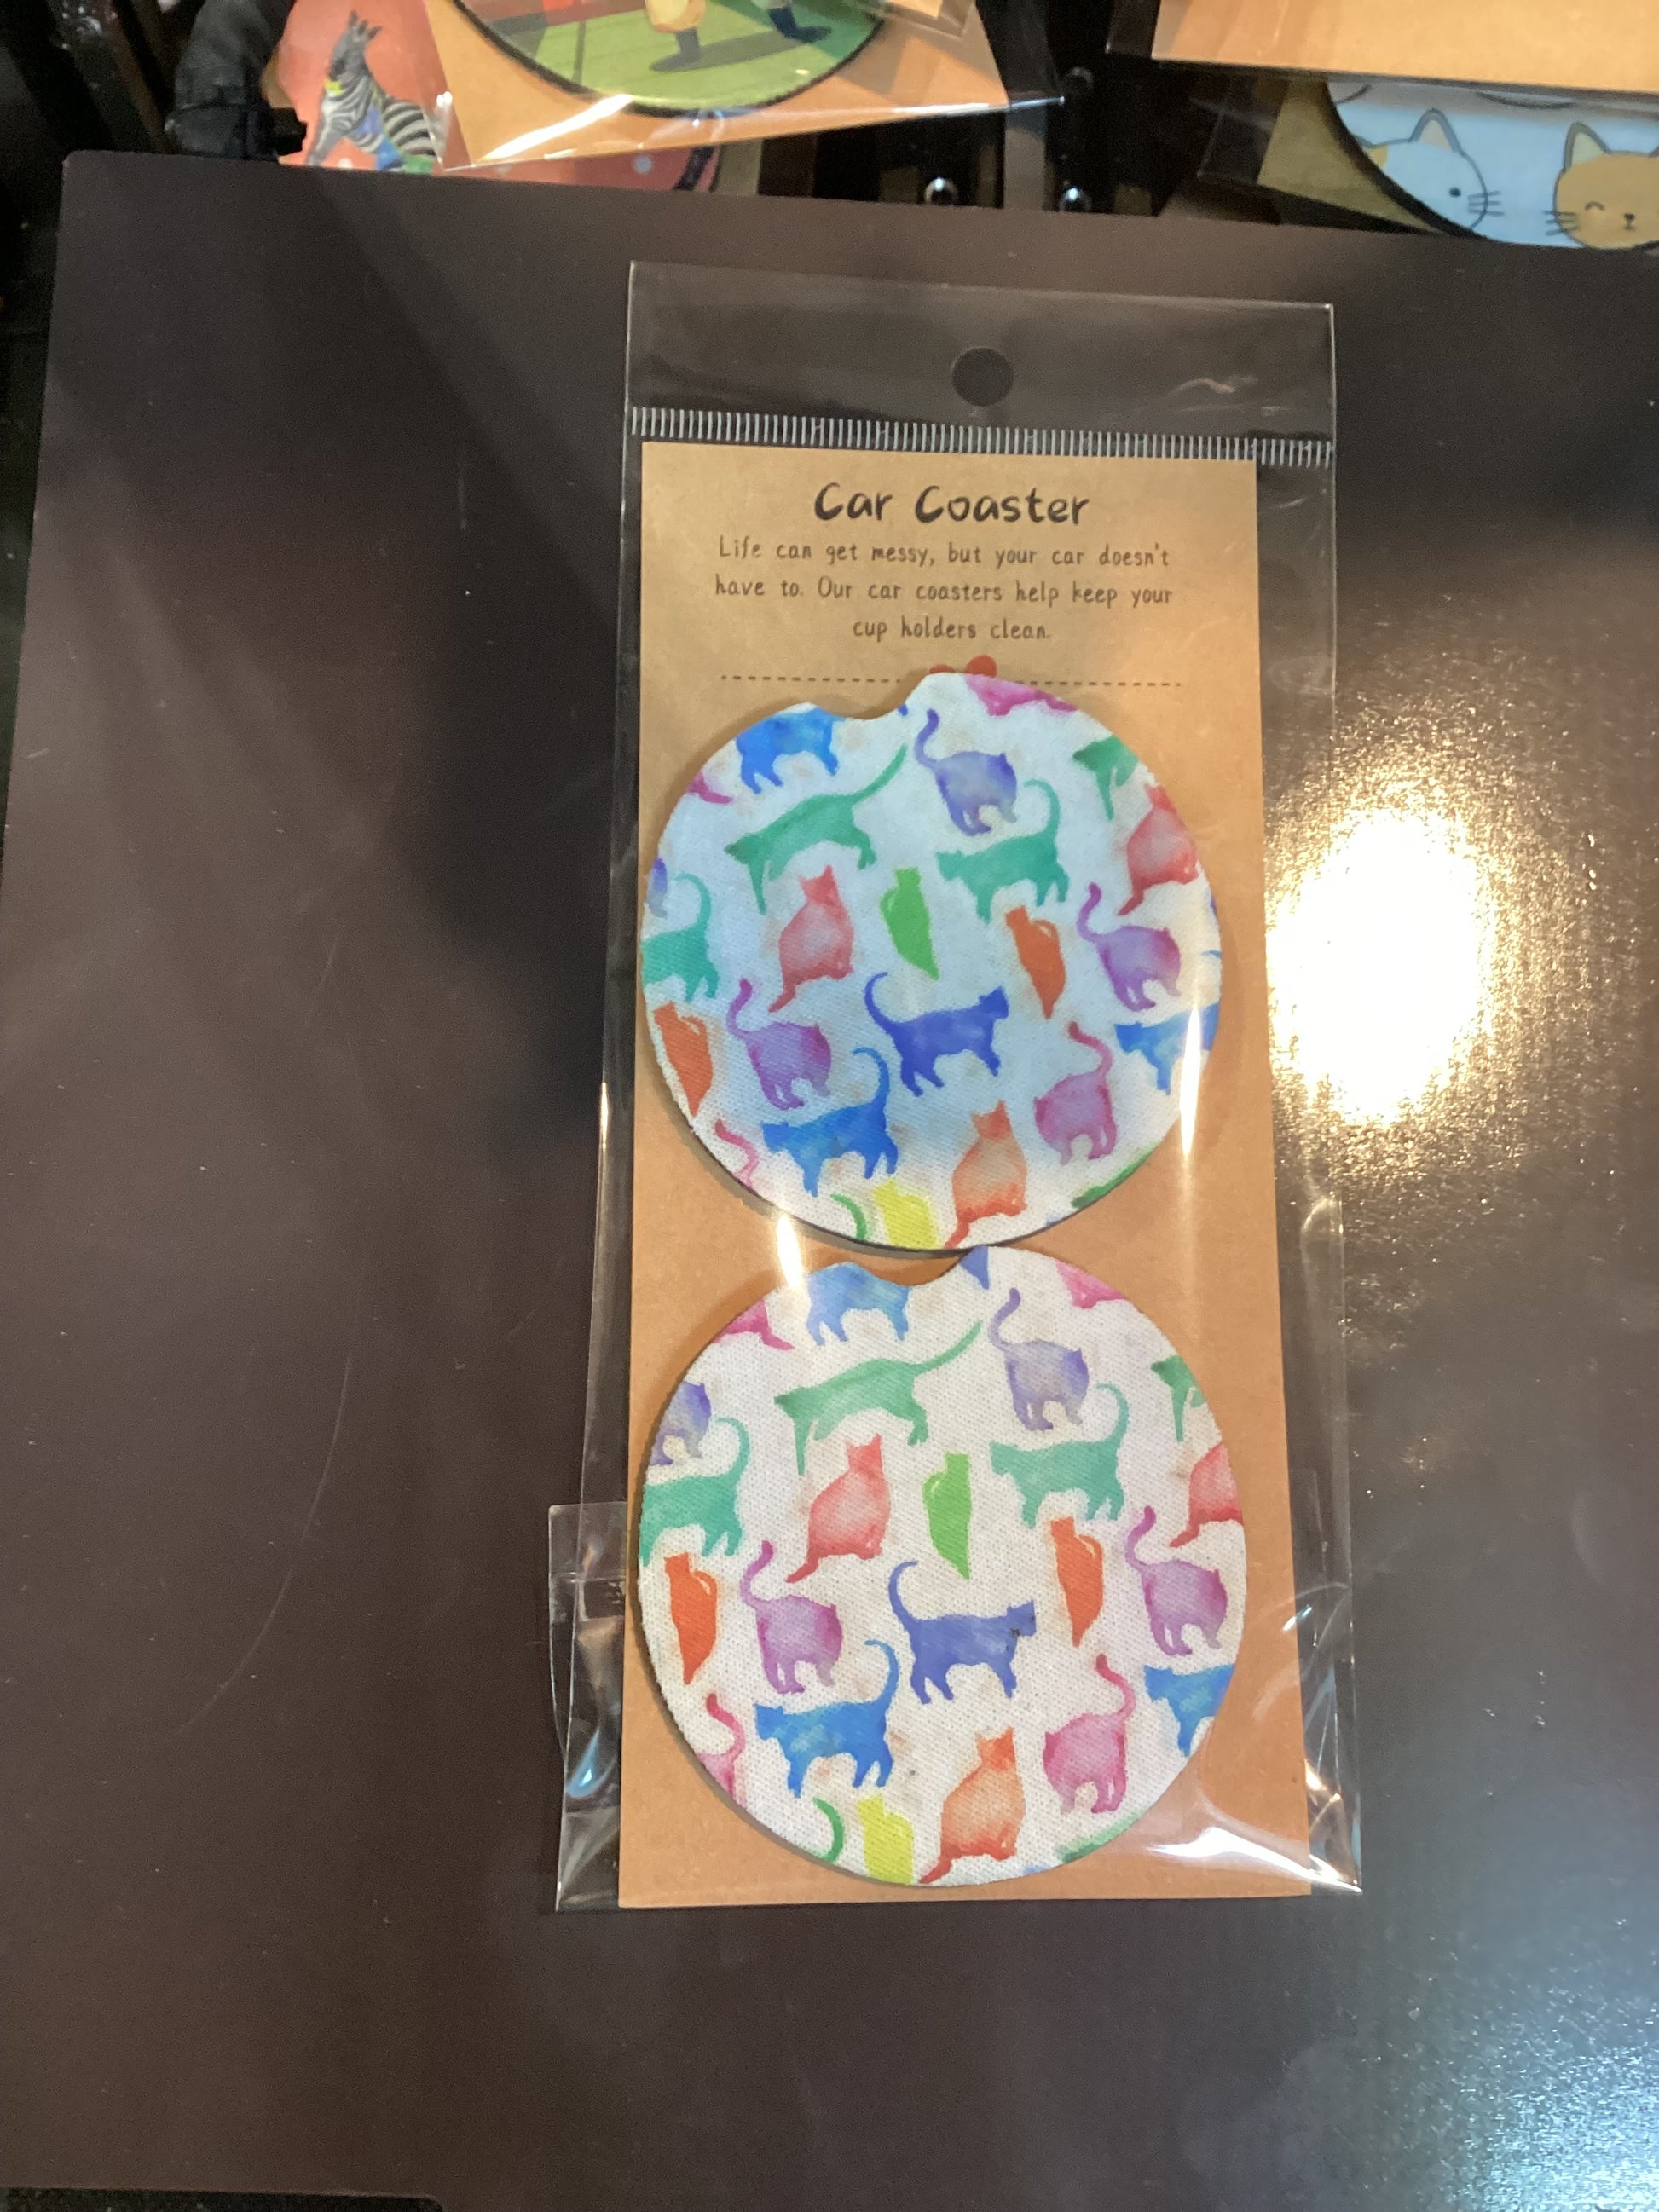 Car Coaster
Life can get messy, but your car doesn't
have to. Our car coasters help keep your
cup holders clean.